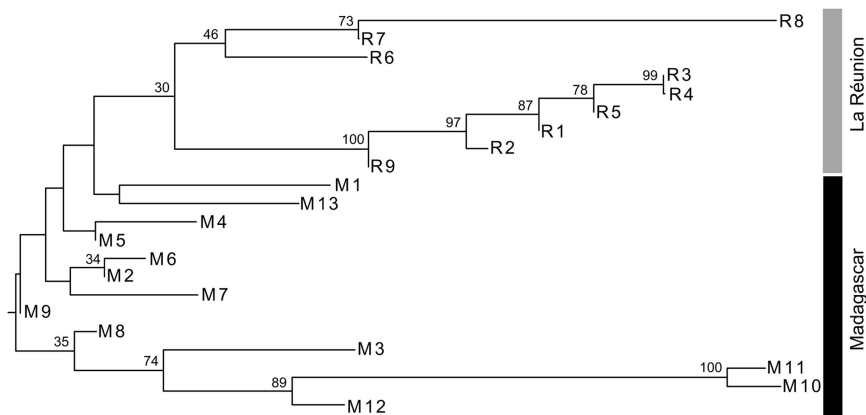 73
R8
46
R7
R6
99
R3
30
78
R4
87
R5
97
R1
100
R2
R9
La Réunion
M1
M13
M4
M5
34
M6
M2
M7
M9
M8
35
M3
74
100
M11
89
M10
M12
Madagascar